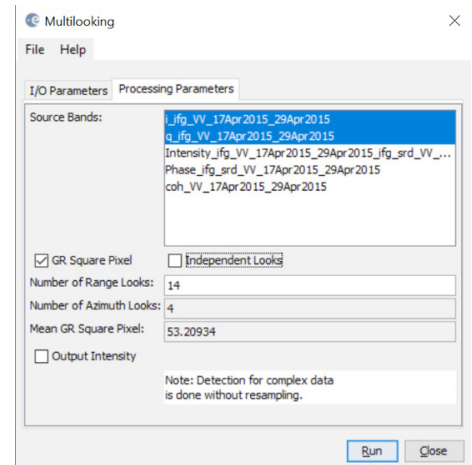 Multilooking
File Help
I/O Parameters Processing Parameters
Source Bands:
i_ifg_VV_17Apr2015_29Apr2015
q_ifg_VV_17Apr2015_29Apr2015
Intensity_ifg_VV_17Apr2015_29Apr2015_ifg_srd_VV_...
Phase_ifg_srd_VV_17Apr2015_29Apr2015
coh_VV_17Apr2015_29Apr2015
GR Square Pixel Independent Looks
Number of Range Looks: 14
Number of Azimuth Looks: 4
Mean GR Square Pixel: 53.20934
Output Intensity
Note: Detection for complex data
is done without resampling.
Run Close